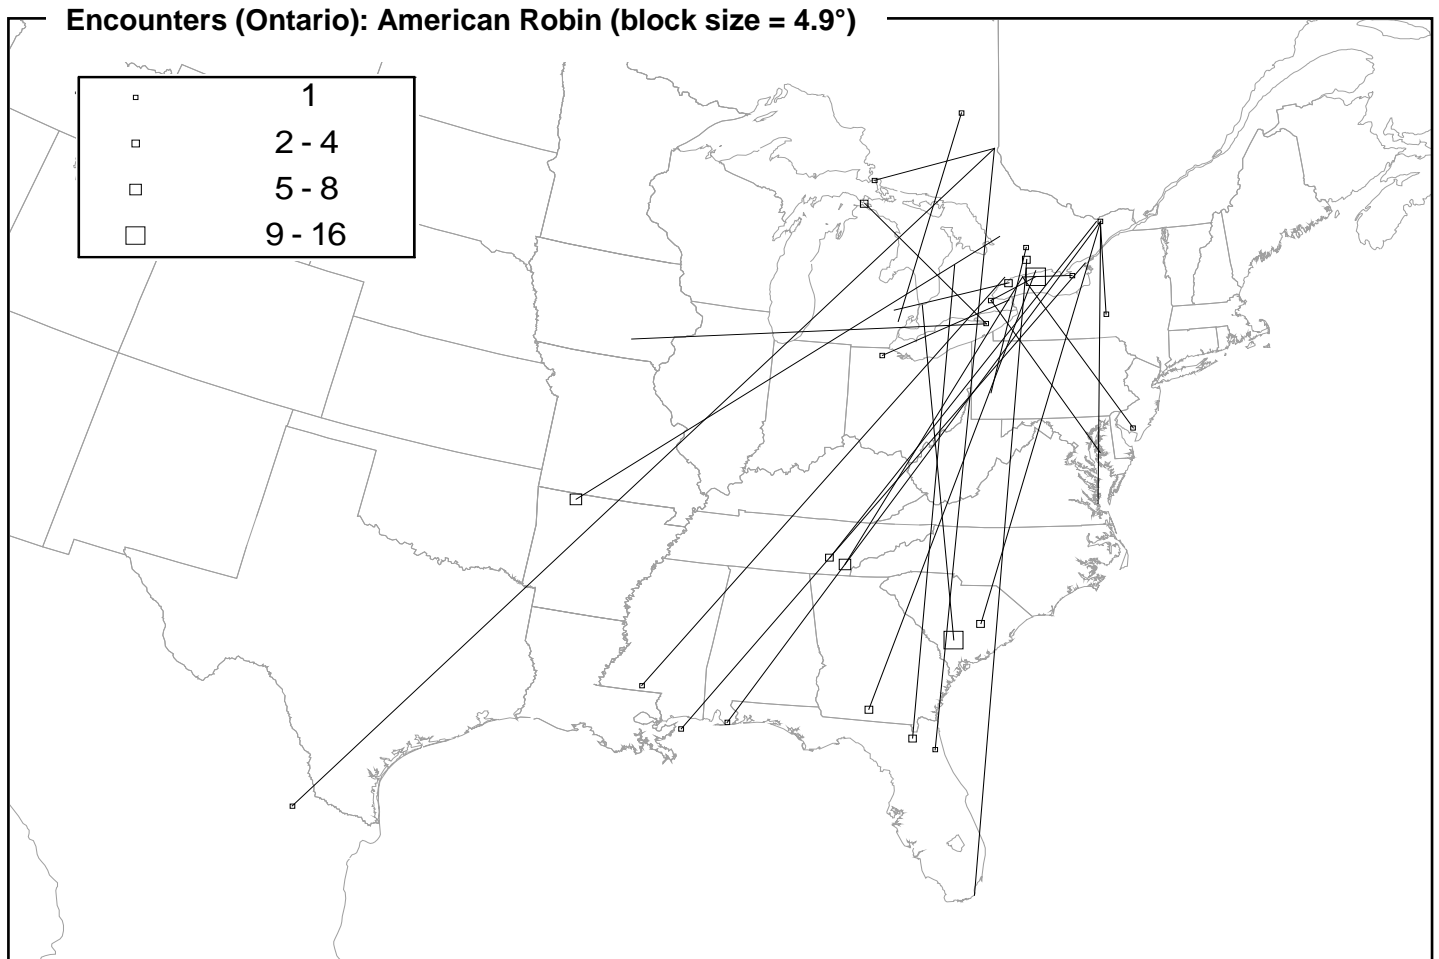 Encounters (Ontario): American Robin (block size = 4.9°)
1
2 - 4
5 - 8
9 - 16